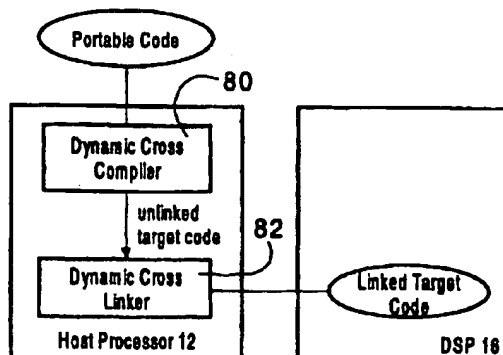 Portable Code
80
Dynamic Cross
Compiler
unlinked
target code
82
Dynamic Cross
Linker
Linked Target
Code
Host Processor 12
DSP 16